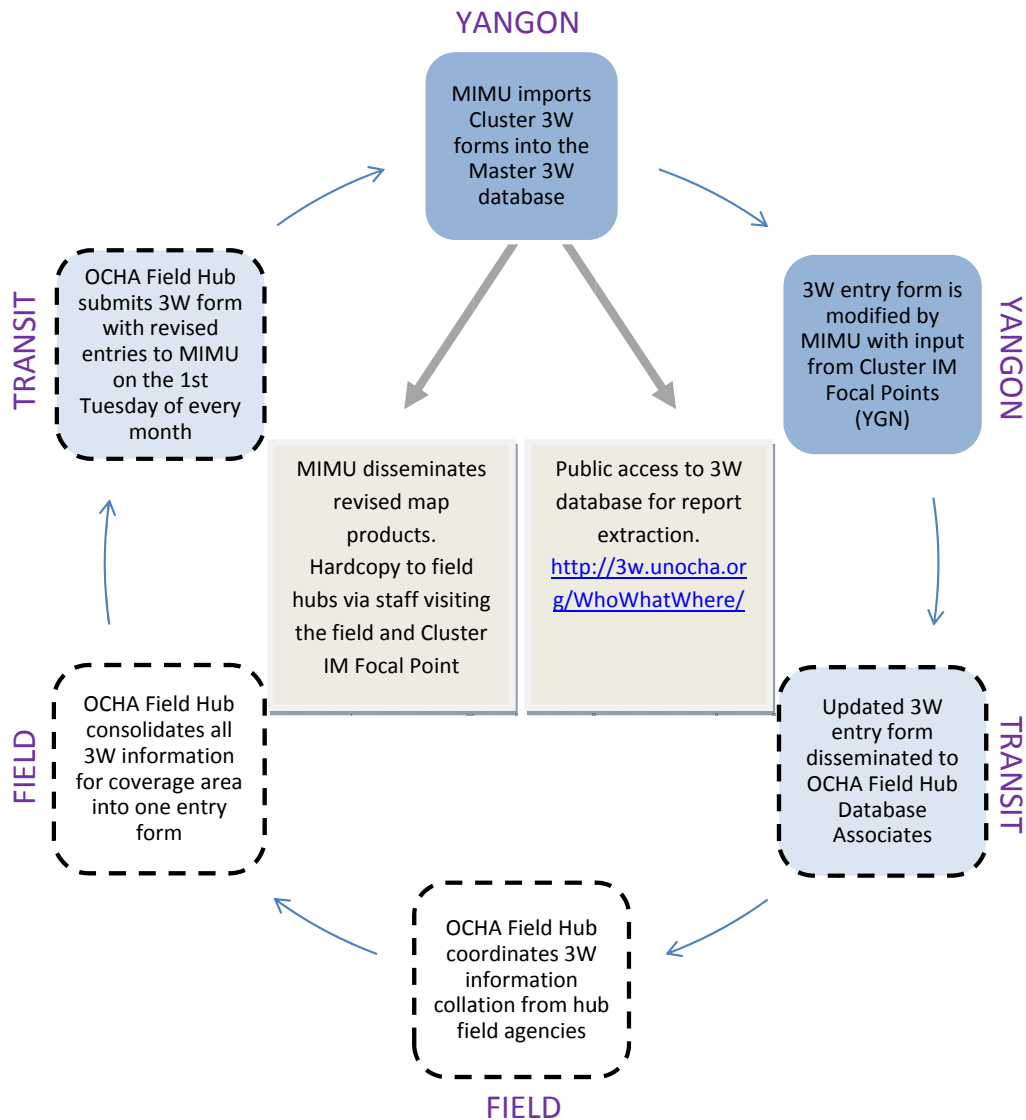 YANGON
MIMU imports
Cluster 3W
forms into the
Master 3W
database
YANGON
3W entry form is
modified by
MIMU with input
from Cluster IM
Focal Points
(YGN)
TRANSIT
Updated 3W
entry form
disseminated to
OCHA Field Hub
Database
Associates
FIELD
OCHA Field Hub
coordinates 3W
information
collation from hub
field agencies
FIELD
OCHA Field Hub
consolidates all
3W information
for coverage area
into one entry
form
TRANSIT
OCHA Field Hub
submits 3W form
with revised
entries to MIMU
on the 1st
Tuesday of every
month
MIMU disseminates
revised map
products.
Hardcopy to field
hubs via staff visiting
the field and Cluster
IM Focal Point
Public access to 3W
database for report
extraction.
http://3w.unocha.or
g/WhoWhatWhere/